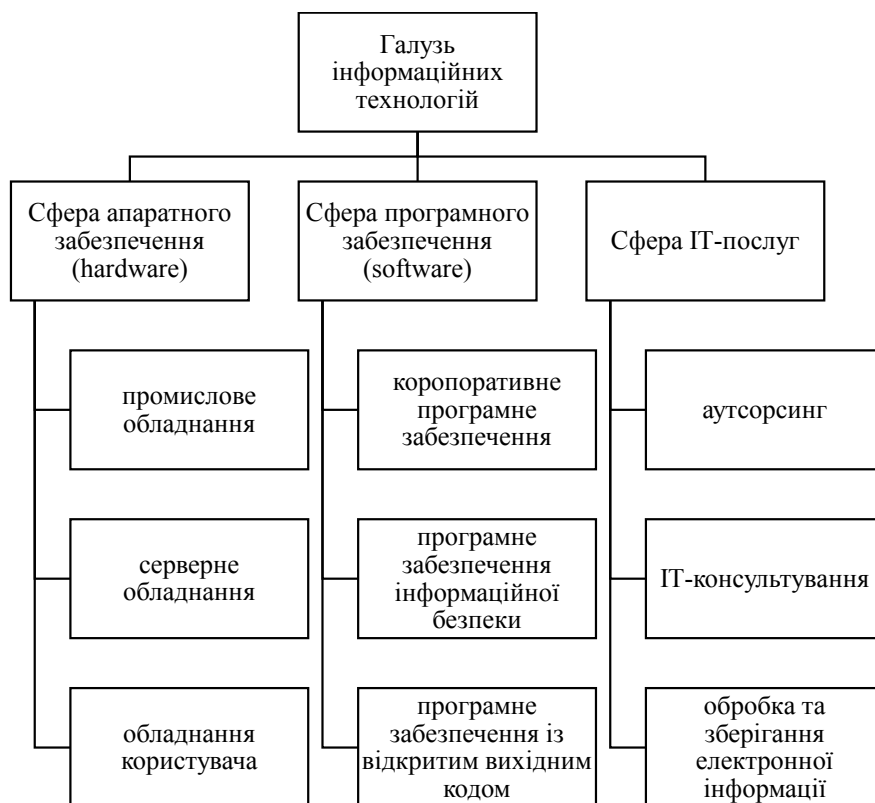 Галузь
інформаційних
технологій
Сфера апаратного
забезпечення
(hardware)
Сфера програмного
забезпечення
(software)
Сфера ІТ-послуг
промислове
обладнання
коропоративне
програмне
забезпечення
аутсорсинг
серверне
обладнання
програмне
забезпечення
інформаційної
безпеки
ІТ-консультування
обладнання
користувача
програмне
забезпечення із
відкритим вихідним
кодом
обробка та
зберігання
електронної
інформації